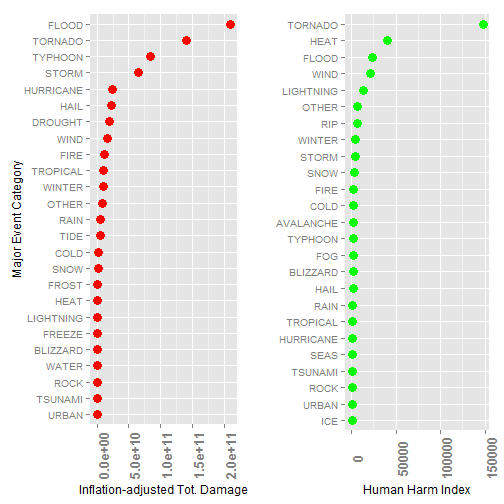 Major Event Category
FLOOD
TORNADO
TYPHOON
STORM
HURRICANE
HAIL
DROUGHT
WIND
FIRE
TROPICAL
WINTER
OTHER
RAIN
TIDE
COLD
SNOW
FROST
HEAT
LIGHTNING
FREEZE
BLIZZARD
WATER
ROCK
TSUNAMI
URBAN
0.0e+00
5.0e+10
1.0e+11
1.5e+11
2.0e+11
Inflation-adjusted Tot. Damage
TORNADO
HEAT
FLOOD
WIND
LIGHTNING
OTHER
RIP
WINTER
STORM
SNOW
FIRE
COLD
AVALANCHE
TYPHOON
FOG
BLIZZARD
HAIL
RAIN
TROPICAL
HURRICANE
SEAS
TSUNAMI
ROCK
URBAN
ICE
0
50000
100000
150000
Human Harm Index